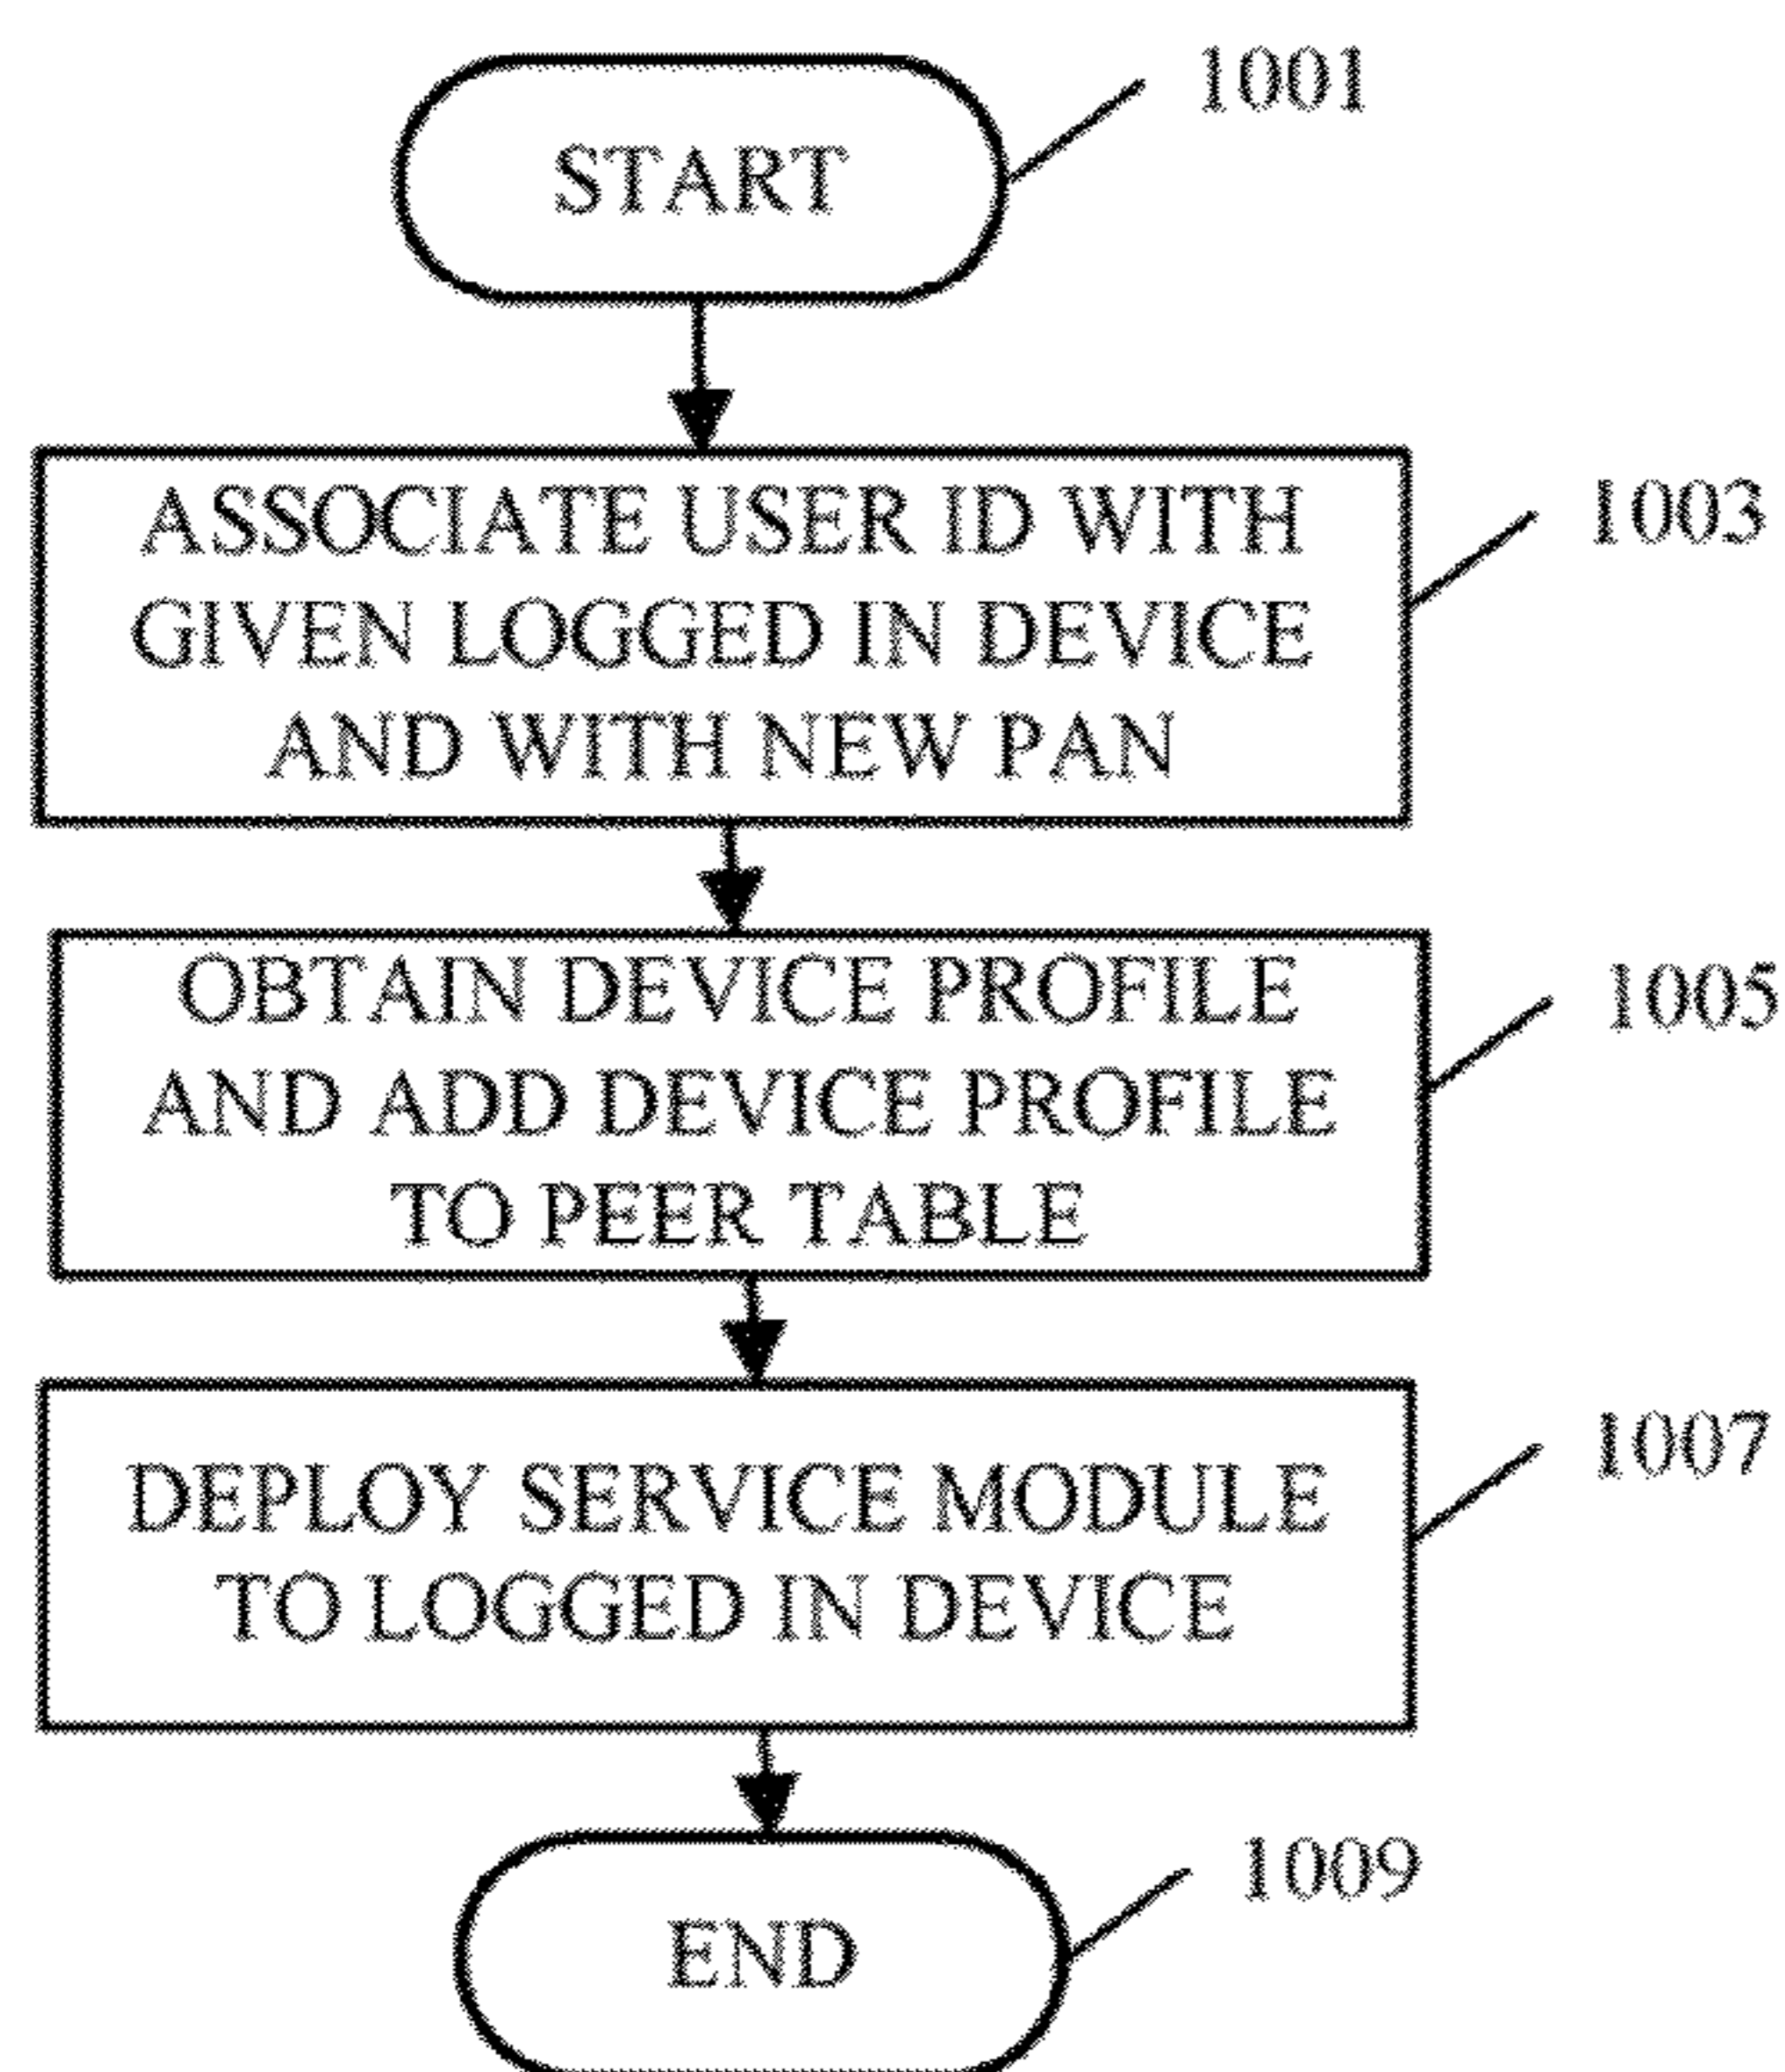 START
1001
ASSOCIATE USER ID WITH
GIVEN LOGGED IN DEVICE
AND WITH NEW PAN
1003
OBTAIN DEVICE PROFILE
AND ADD DEVICE PROFILE
TO PEER TABLE
1005
DEPLOY SERVICE MODULE
TO LOGGED IN DEVICE
1007
END
1009